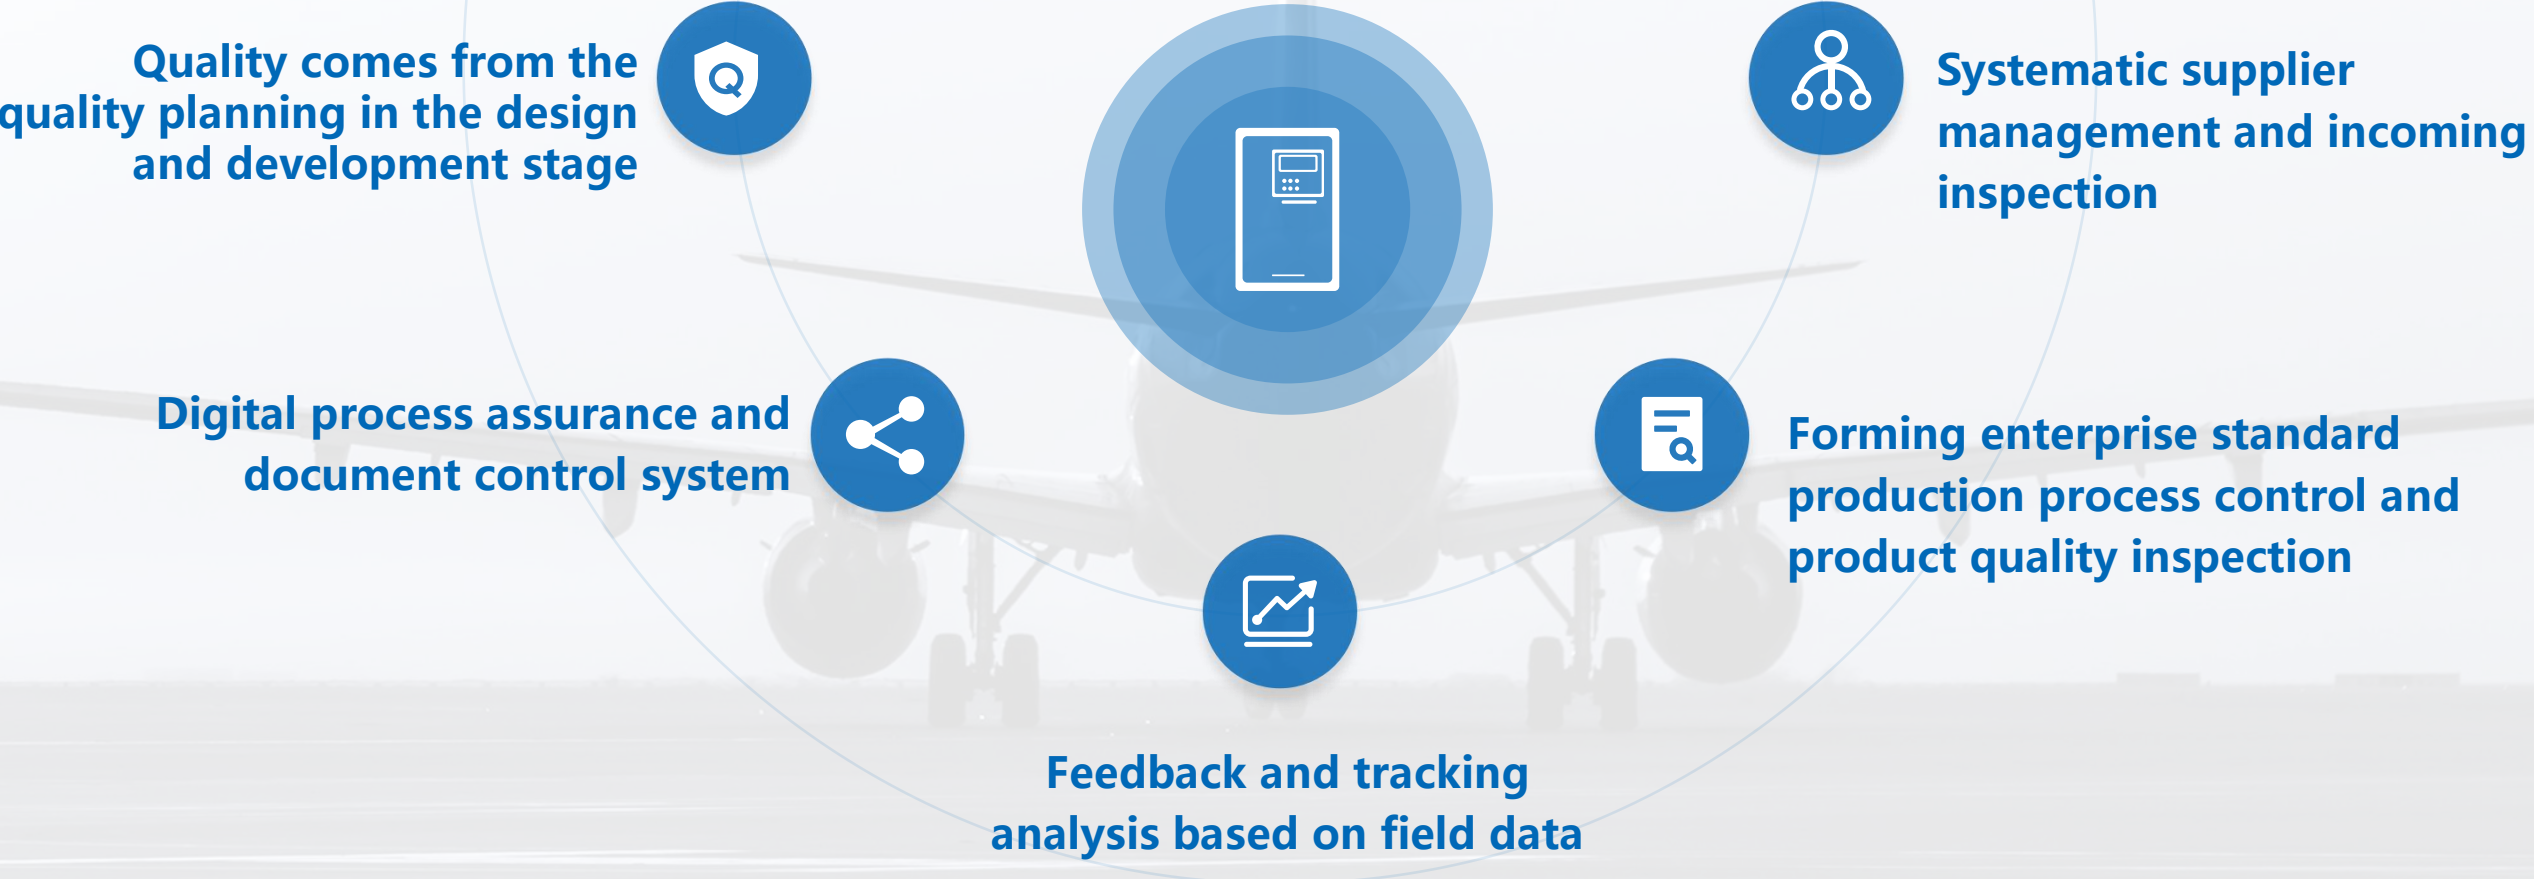 Quality comes from the
quality planning in the design
and development stage
Systematic supplier
management and incoming
inspection
Digital process assurance and
document control system
Forming enterprise standard
production process control and
product quality inspection
Feedback and tracking
analysis based on field data